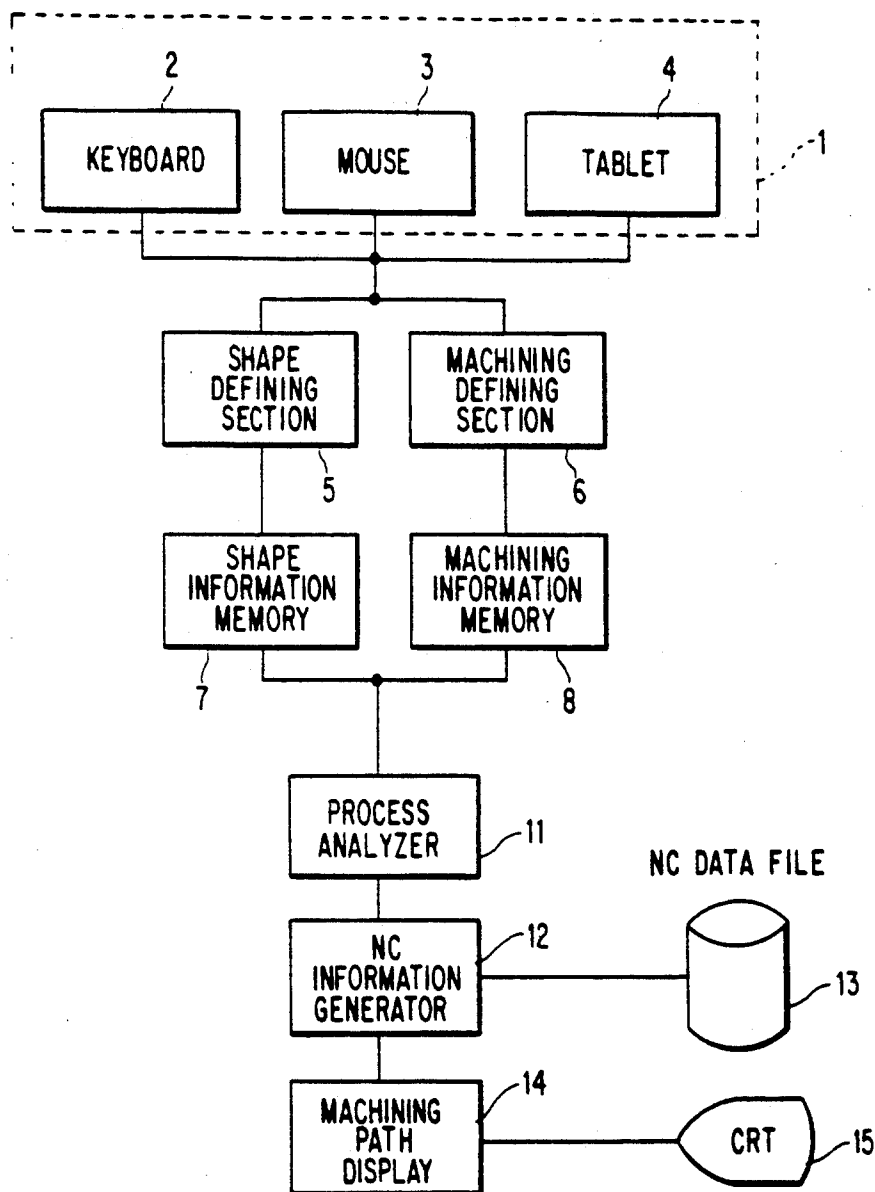 2
3
4
KEYBOARD
MOUSE
TABLET
1
SHAPE
DEFINING
SECTION
5
MACHINING
DEFINING
SECTION
6
SHAPE
INFORMATION
MEMORY
7
MACHINING
INFORMATION
MEMORY
8
PROCESS
ANALYZER
11
NC DATA FILE
NC
INFORMATION
GENERATOR
12
13
MACHINING
PATH
DISPLAY
14
CRT
15